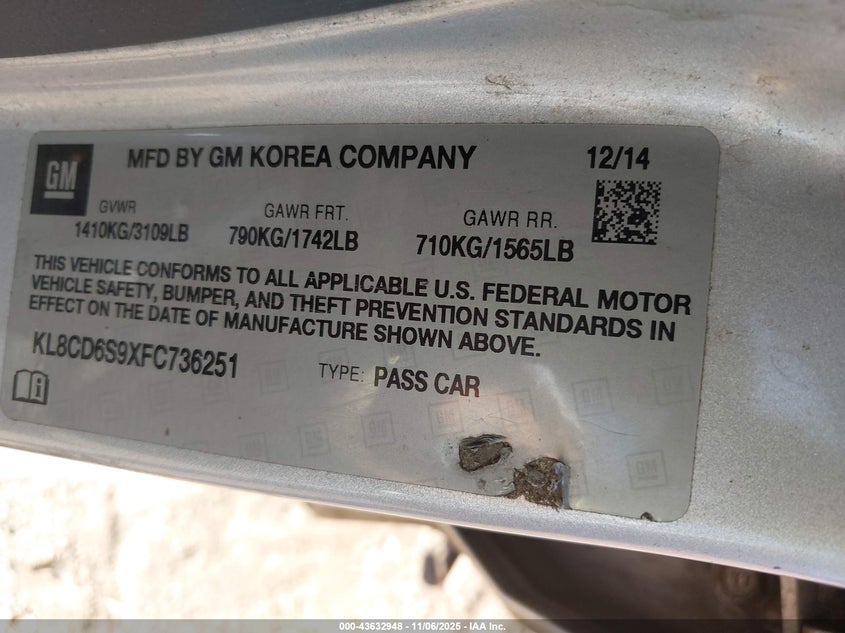 GM MFD BY GM KOREA COMPANY 12/14
GVWR GAWR FRT. GAWR RR.
1410KG/3109LB 790KG/1742LB 710KG/1565LB
THIS VEHICLE CONFORMS TO ALL APPLICABLE U.S. FEDERAL MOTOR
VEHICLE SAFETY, BUMPER, AND THEFT PREVENTION STANDARDS IN
EFFECT ON THE DATE OF MANUFACTURE SHOWN ABOVE.
KL8CD6S9XFC736251 TYPE: PASS CAR
000-43632948 - 11/06/2025 - IAA Inc.